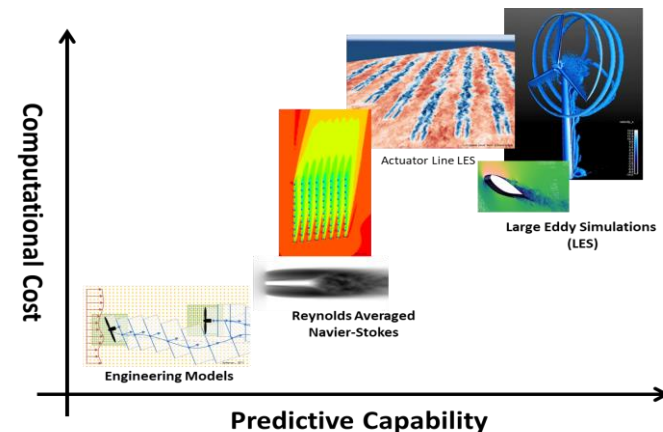 Computational Cost
Actuator Line LES
Large Eddy Simulations
(LES)
Reynolds Averaged
Navier-Stokes
Engineering Models
Predictive Capability